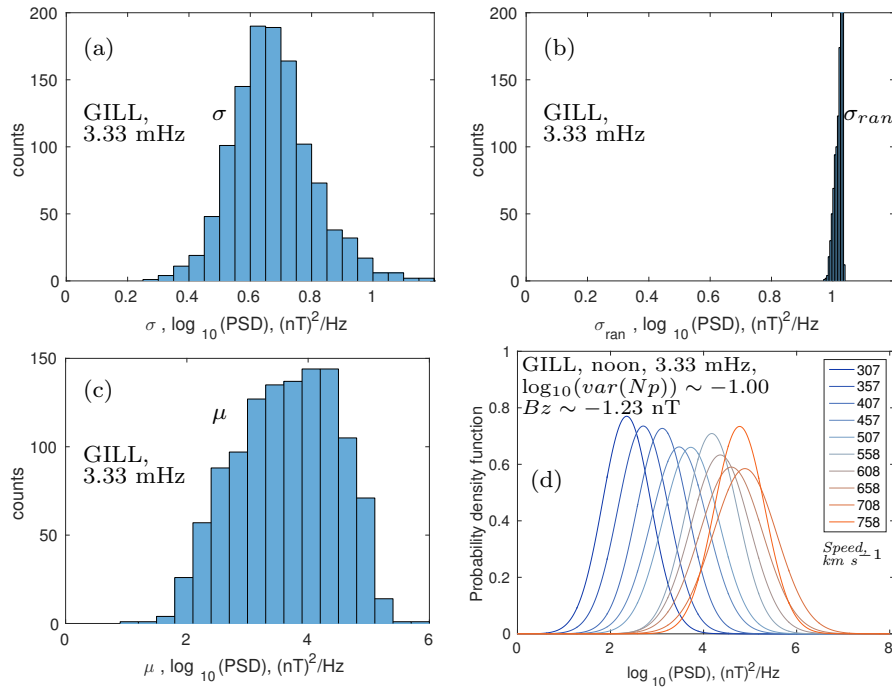 (a)
GILL,
3.33 mHz
σ
counts
200
150
100
50
0
0 0.2 0.4 0.6 0.8 1
σ , log 10(PSD), (nT)2/Hz
(b)
GILL,
3.33 mHz
σran
counts
200
150
100
50
0
0 0.2 0.4 0.6 0.8 1
σran , log 10(PSD), (nT)2/Hz
(c)
μ
GILL,
3.33 mHz
counts
150
100
50
0
0 2 4 6
μ , log 10(PSD), (nT)2/Hz
GILL, noon, 3.33 mHz,
log10(var(Np)) ∼ −1.00
Bz ∼ −1.23 nT
(d)
Probability density function
1
0.8
0.6
0.4
0.2
0
0 2 4 6 8
log10(PSD), (nT)2/Hz
307
357
407
457
507
558
608
658
708
758
Speed,
km s−1